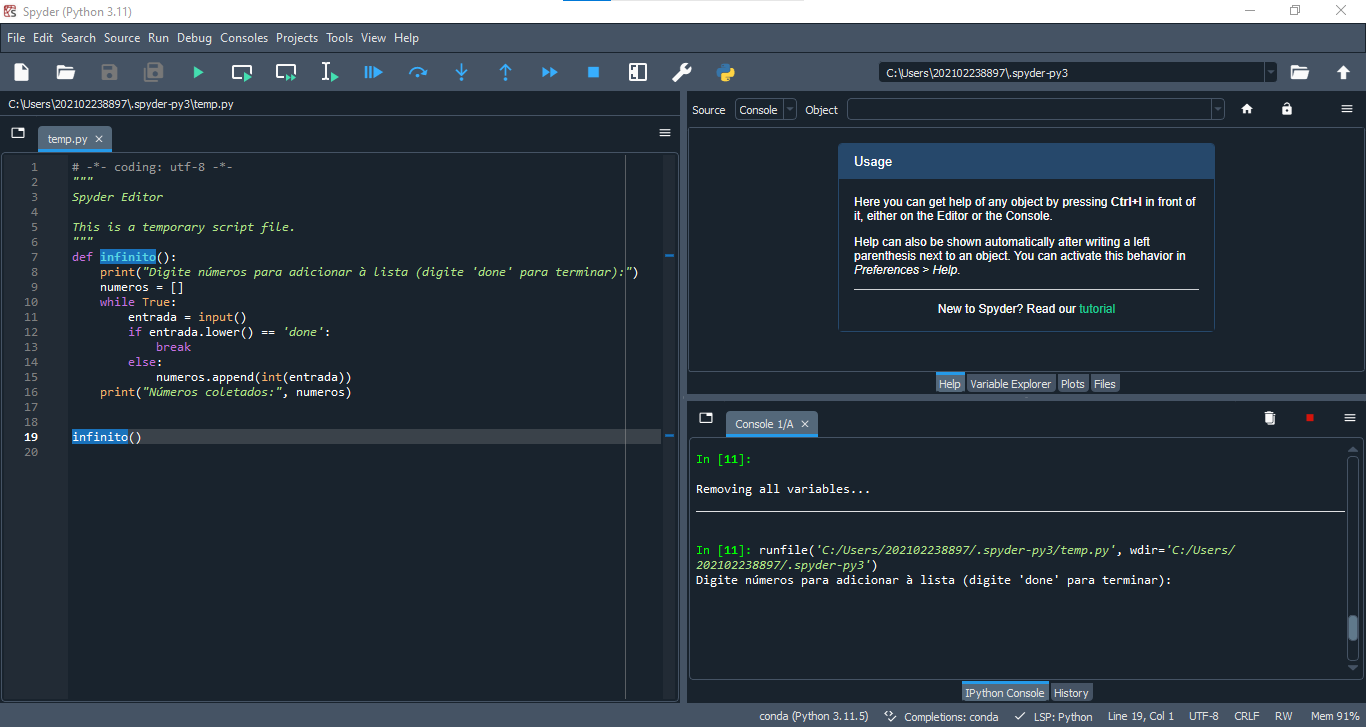 Spyder (Python 3.11)
File Edit Search Source Run Debug Consoles Projects Tools View Help
C:\Users\202102238897\.spyder-py3
C:\Users\202102238897\.spyder-py3\temp.py
temp.py
1 # -*- coding: utf-8 -*-
2 """
3 Spyder Editor
4
5 This is a temporary script file.
6 """
7 def infinito():
8     print("Digite números para adicionar à lista (digite 'done' para terminar):")
9     numeros = []
10     while True:
11         entrada = input()
12         if entrada.lower() == 'done':
13             break
14         else:
15             numeros.append(int(entrada))
16     print("Números coletados:", numeros)
17
18
19 infinito()
20
Source Console Object
Usage
Here you can get help of any object by pressing Ctrl+I in front of
it, either on the Editor or the Console.
Help can also be shown automatically after writing a left
parenthesis next to an object. You can activate this behavior in
Preferences > Help.
New to Spyder? Read our tutorial
Help Variable Explorer Plots Files
Console 1/A
In [11]:
Removing all variables...
In [11]: runfile('C:/Users/202102238897/.spyder-py3/temp.py', wdir='C:/Users/
202102238897/.spyder-py3')
Digite números para adicionar à lista (digite 'done' para terminar):
IPython Console History
conda (Python 3.11.5) Completions: conda LSP: Python Line 19, Col 1 UTF-8 CRLF RW Mem 91%